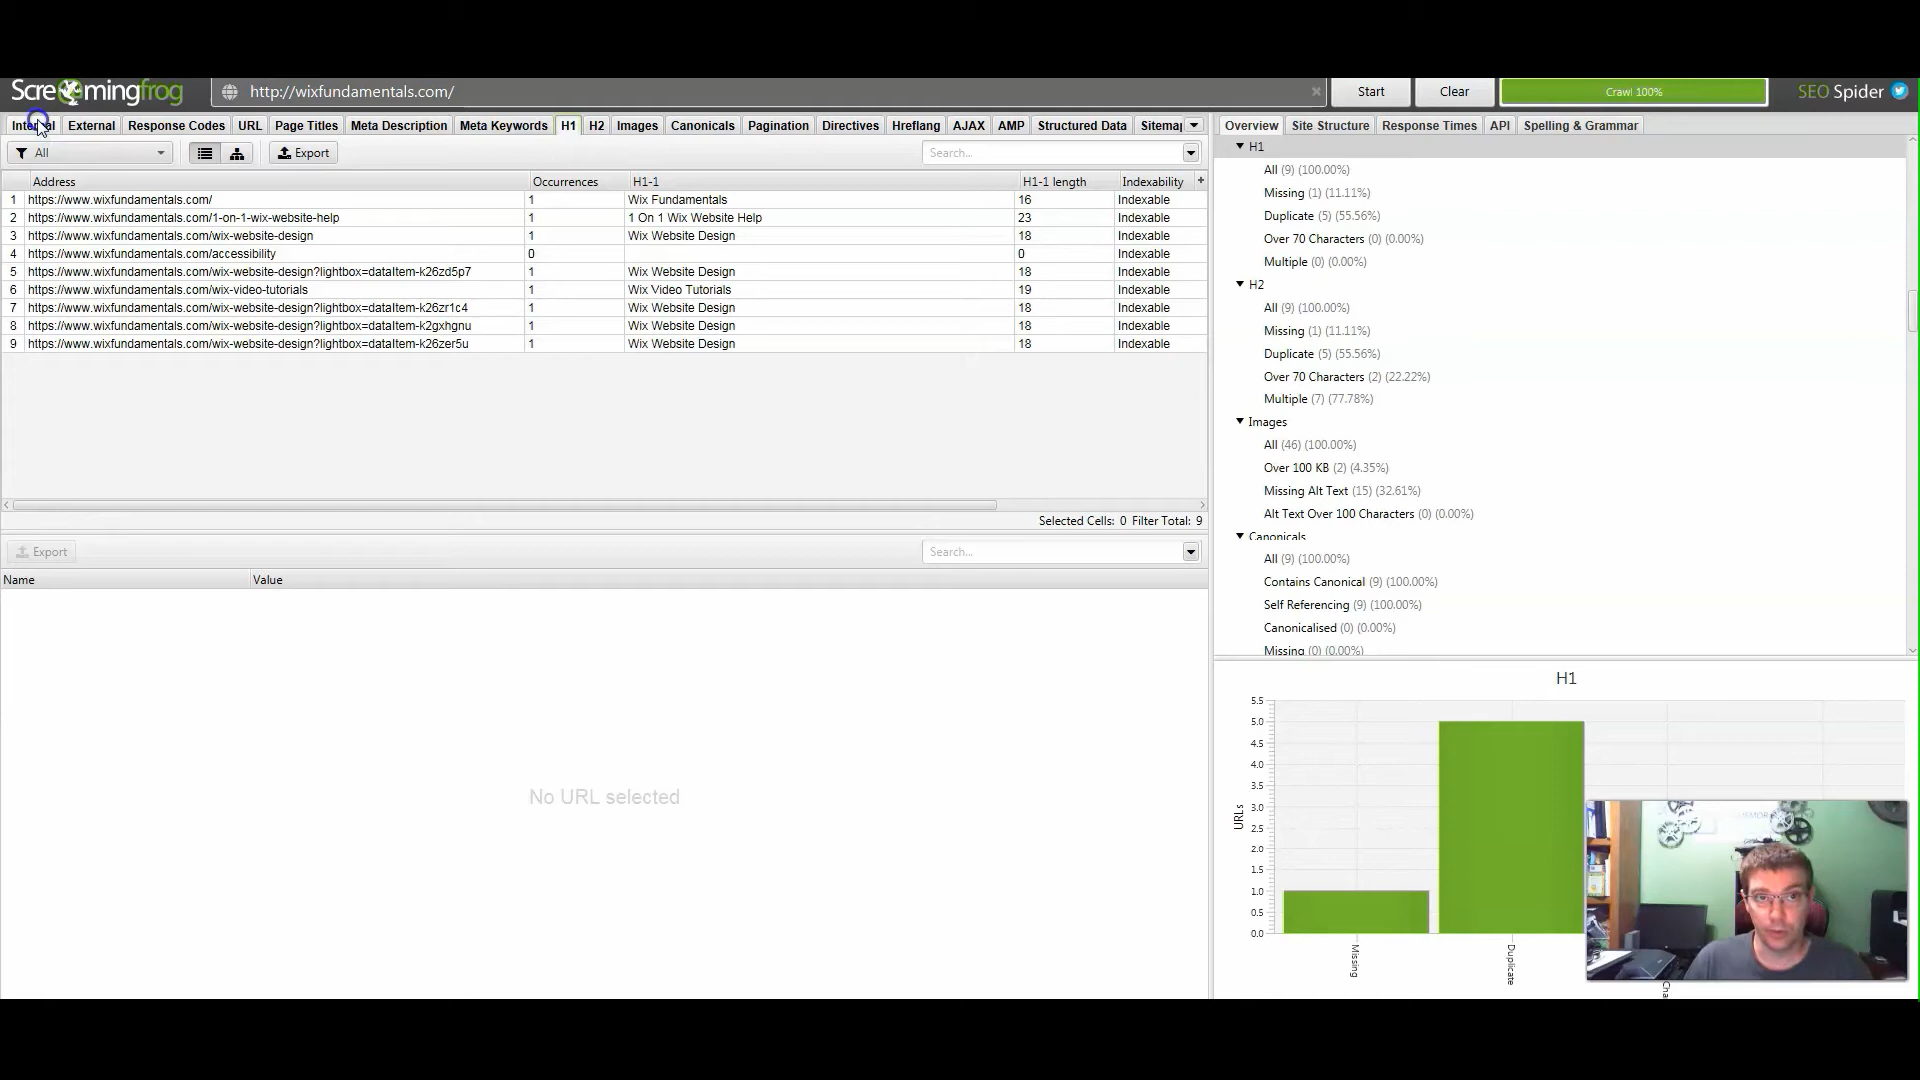 Screamingfrog http://wixfundamentals.com/ Start Clear Crawl 100% SEO Spider
Internal External Response Codes URL Page Titles Meta Description Meta Keywords H1 H2 Images Canonicals Pagination Directives Hreflang AJAX AMP Structured Data Sitemap Overview Site Structure Response Times API Spelling & Grammar
All Export Search...
Address Occurrences H1-1 H1-1 length Indexability +
1 https://www.wixfundamentals.com/ 1 Wix Fundamentals 16 Indexable
2 https://www.wixfundamentals.com/1-on-1-wix-website-help 1 1 On 1 Wix Website Help 23 Indexable
3 https://www.wixfundamentals.com/wix-website-design 1 Wix Website Design 18 Indexable
4 https://www.wixfundamentals.com/accessibility 0 0 Indexable
5 https://www.wixfundamentals.com/wix-website-design?lightbox=dataItem-k26zd5p7 1 Wix Website Design 18 Indexable
6 https://www.wixfundamentals.com/wix-video-tutorials 1 Wix Video Tutorials 19 Indexable
7 https://www.wixfundamentals.com/wix-website-design?lightbox=dataItem-k26zr1c4 1 Wix Website Design 18 Indexable
8 https://www.wixfundamentals.com/wix-website-design?lightbox=dataItem-k2gxhgnu 1 Wix Website Design 18 Indexable
9 https://www.wixfundamentals.com/wix-website-design?lightbox=dataItem-k26zer5u 1 Wix Website Design 18 Indexable
Selected Cells: 0 Filter Total: 9
Export Search...
Name Value
No URL selected
H1
All (9) (100.00%)
Missing (1) (11.11%)
Duplicate (5) (55.56%)
Over 70 Characters (0) (0.00%)
Multiple (0) (0.00%)
H2
All (9) (100.00%)
Missing (1) (11.11%)
Duplicate (5) (55.56%)
Over 70 Characters (2) (22.22%)
Multiple (7) (77.78%)
Images
All (46) (100.00%)
Over 100 KB (2) (4.35%)
Missing Alt Text (15) (32.61%)
Alt Text Over 100 Characters (0) (0.00%)
Canonicals
All (9) (100.00%)
Contains Canonical (9) (100.00%)
Self Referencing (9) (100.00%)
Canonicalised (0) (0.00%)
Missing (0) (0.00%)
H1
5.5
5.0
4.5
4.0
3.5
3.0
2.5
2.0
1.5
1.0
0.5
0.0
URLs
Missing
Duplicate
Cha